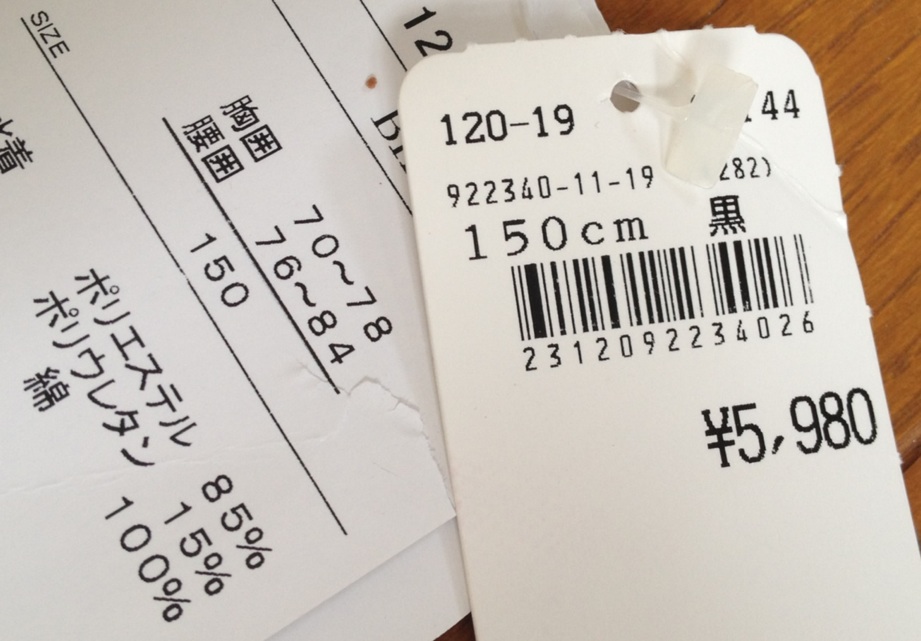 SIZE
胸囲 70~78
腰囲 76~84
150
ポリエステル 85%
ポリウレタン 15%
綿 100%
12
120-19 44
922340-11-19 282)
150cm 黒
2312092234026
¥5,980